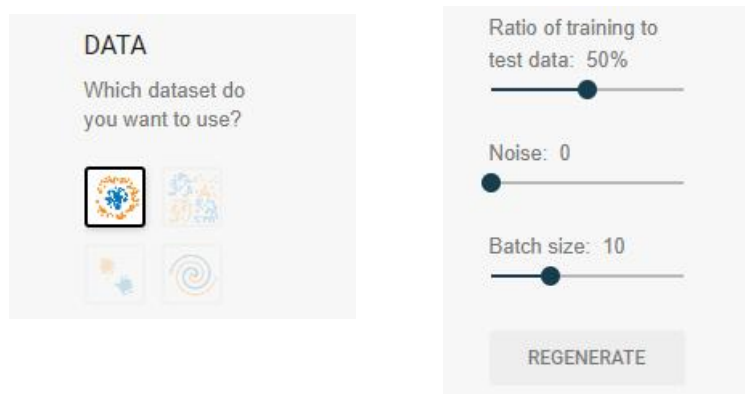 DATA
Which dataset do
you want to use?
Ratio of training to
test data: 50%
Noise: 0
Batch size: 10
REGENERATE